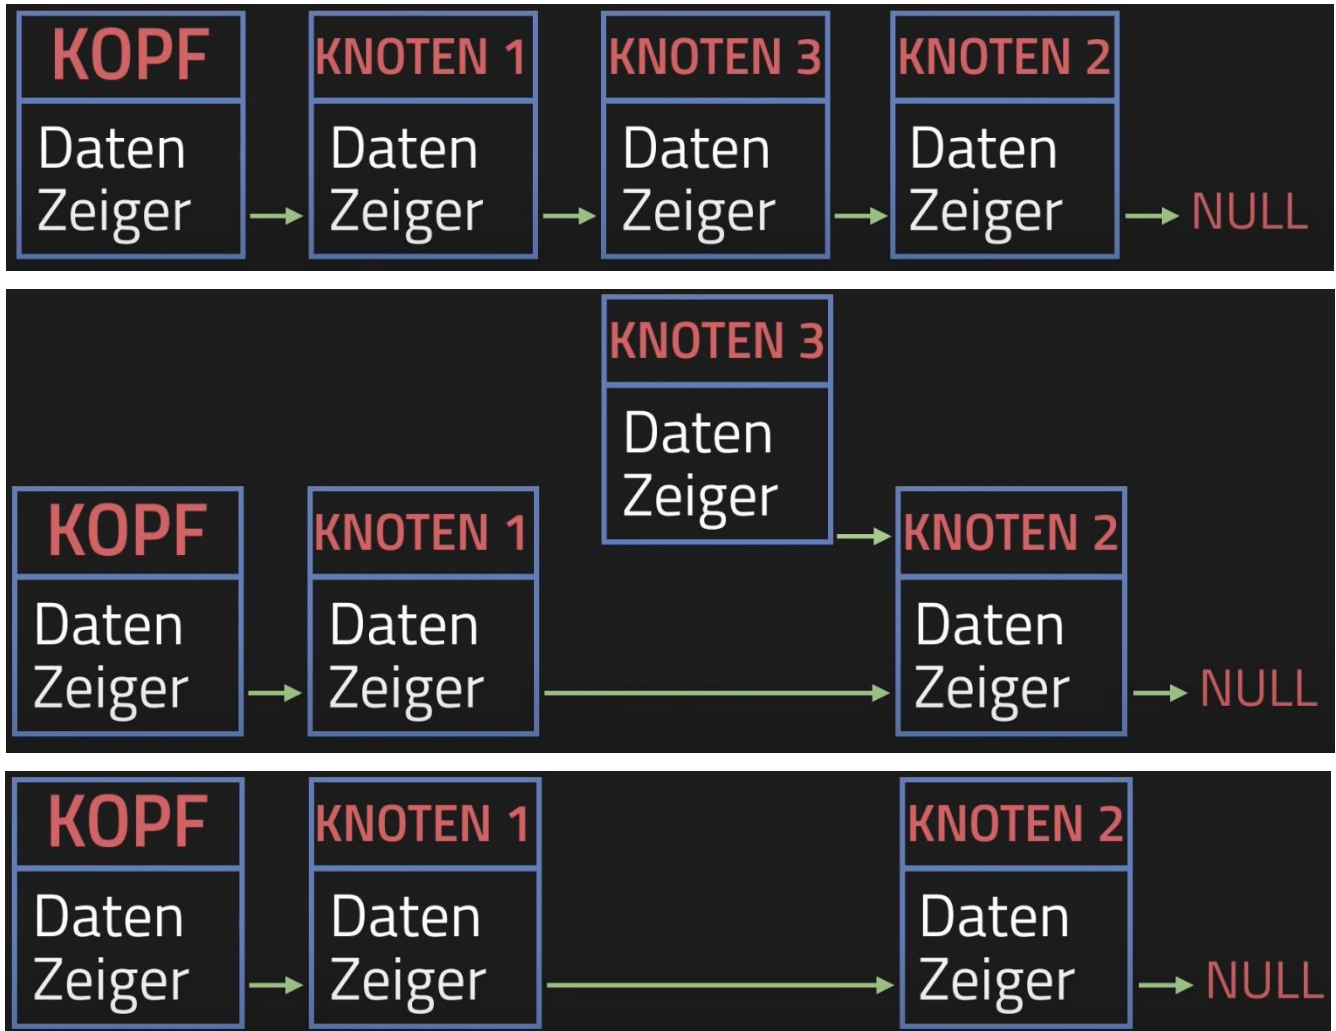 KOPF
Daten
Zeiger
KNOTEN 1
Daten
Zeiger
KNOTEN 3
Daten
Zeiger
KNOTEN 2
Daten
Zeiger
NULL
KNOTEN 3
Daten
Zeiger
KOPF
Daten
Zeiger
KNOTEN 1
Daten
Zeiger
KNOTEN 2
Daten
Zeiger
NULL
KOPF
Daten
Zeiger
KNOTEN 1
Daten
Zeiger
KNOTEN 2
Daten
Zeiger
NULL